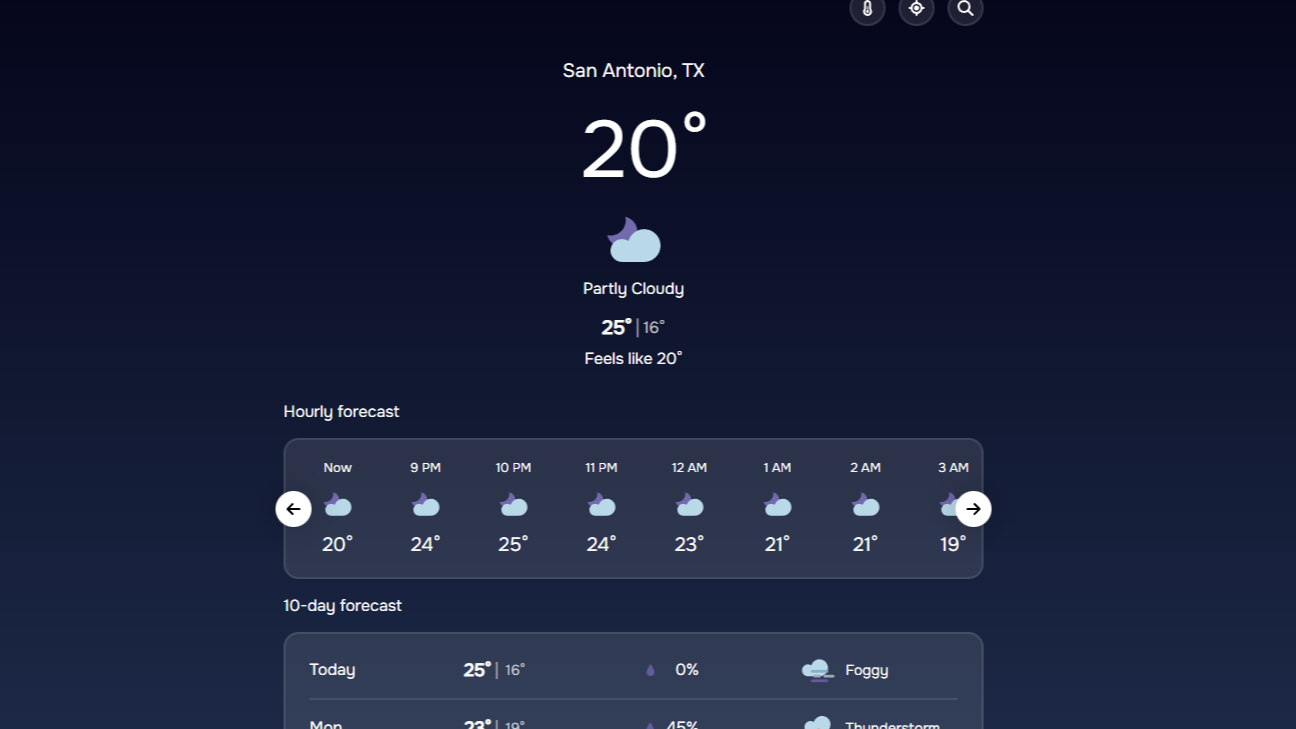 San Antonio, TX
20°
Partly Cloudy
25° | 16°
Feels like 20°
Hourly forecast
Now 9 PM 10 PM 11 PM 12 AM 1 AM 2 AM 3 AM
20° 24° 25° 24° 23° 21° 21° 19°
10-day forecast
Today 25° | 16° 0% Foggy
Mon 23° | 19° 45% Thunderstorm